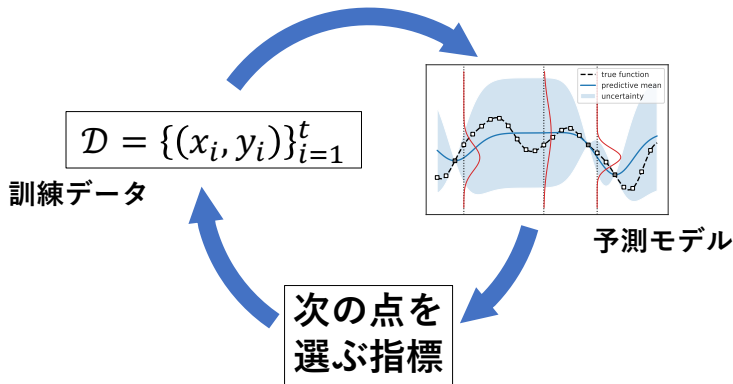 true function
predictive mean
uncertainty
𝒟 = {(xᵢ, yᵢ)}ᵗᵢ₌₁
訓練データ
予測モデル
次の点を
選ぶ指標